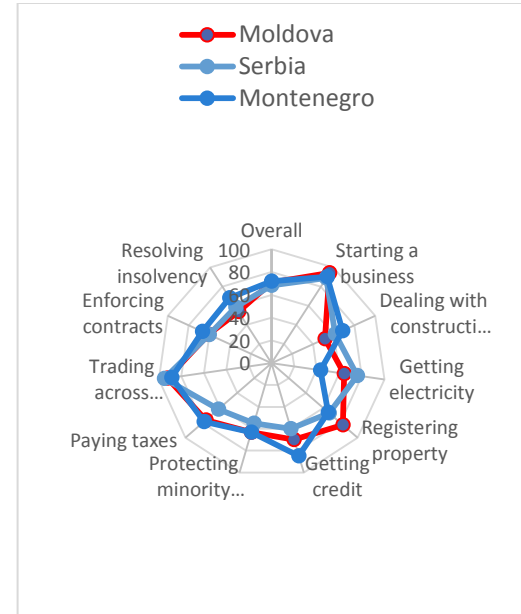 Moldova
Serbia
Montenegro
Overall
Starting a
business
Dealing with
constructi...
Getting
electricity
Registering
property
Getting
credit
Protecting
minority...
Paying taxes
Trading
across...
Enforcing
contracts
Resolving
insolvency
100
80
60
40
20
0